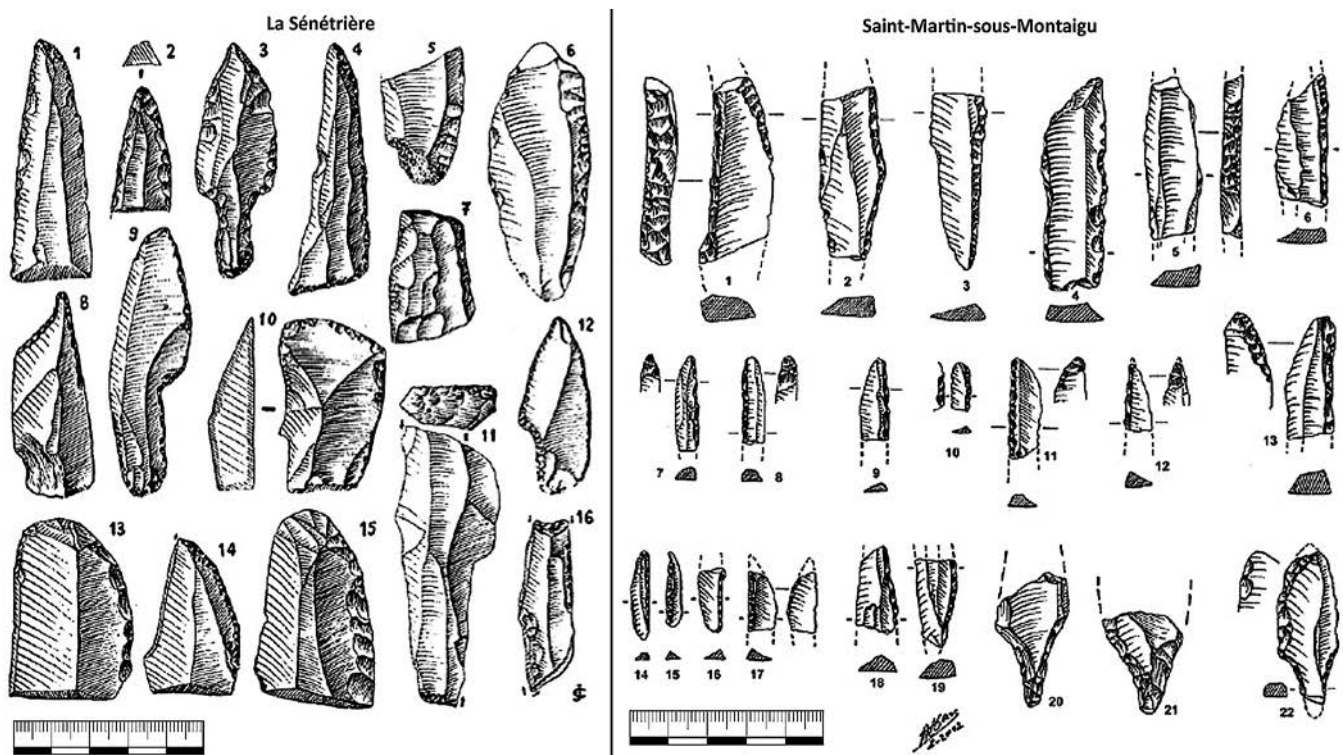 La Sénétrière
1 2 3 4 5 6
7
8 9 10 12
11
13 14 15 16
Saint-Martin-sous-Montaigu
1 2 3 4 5 6
7 8 9 10 11 12 13
14 15 16 17 18 19 20 21 22